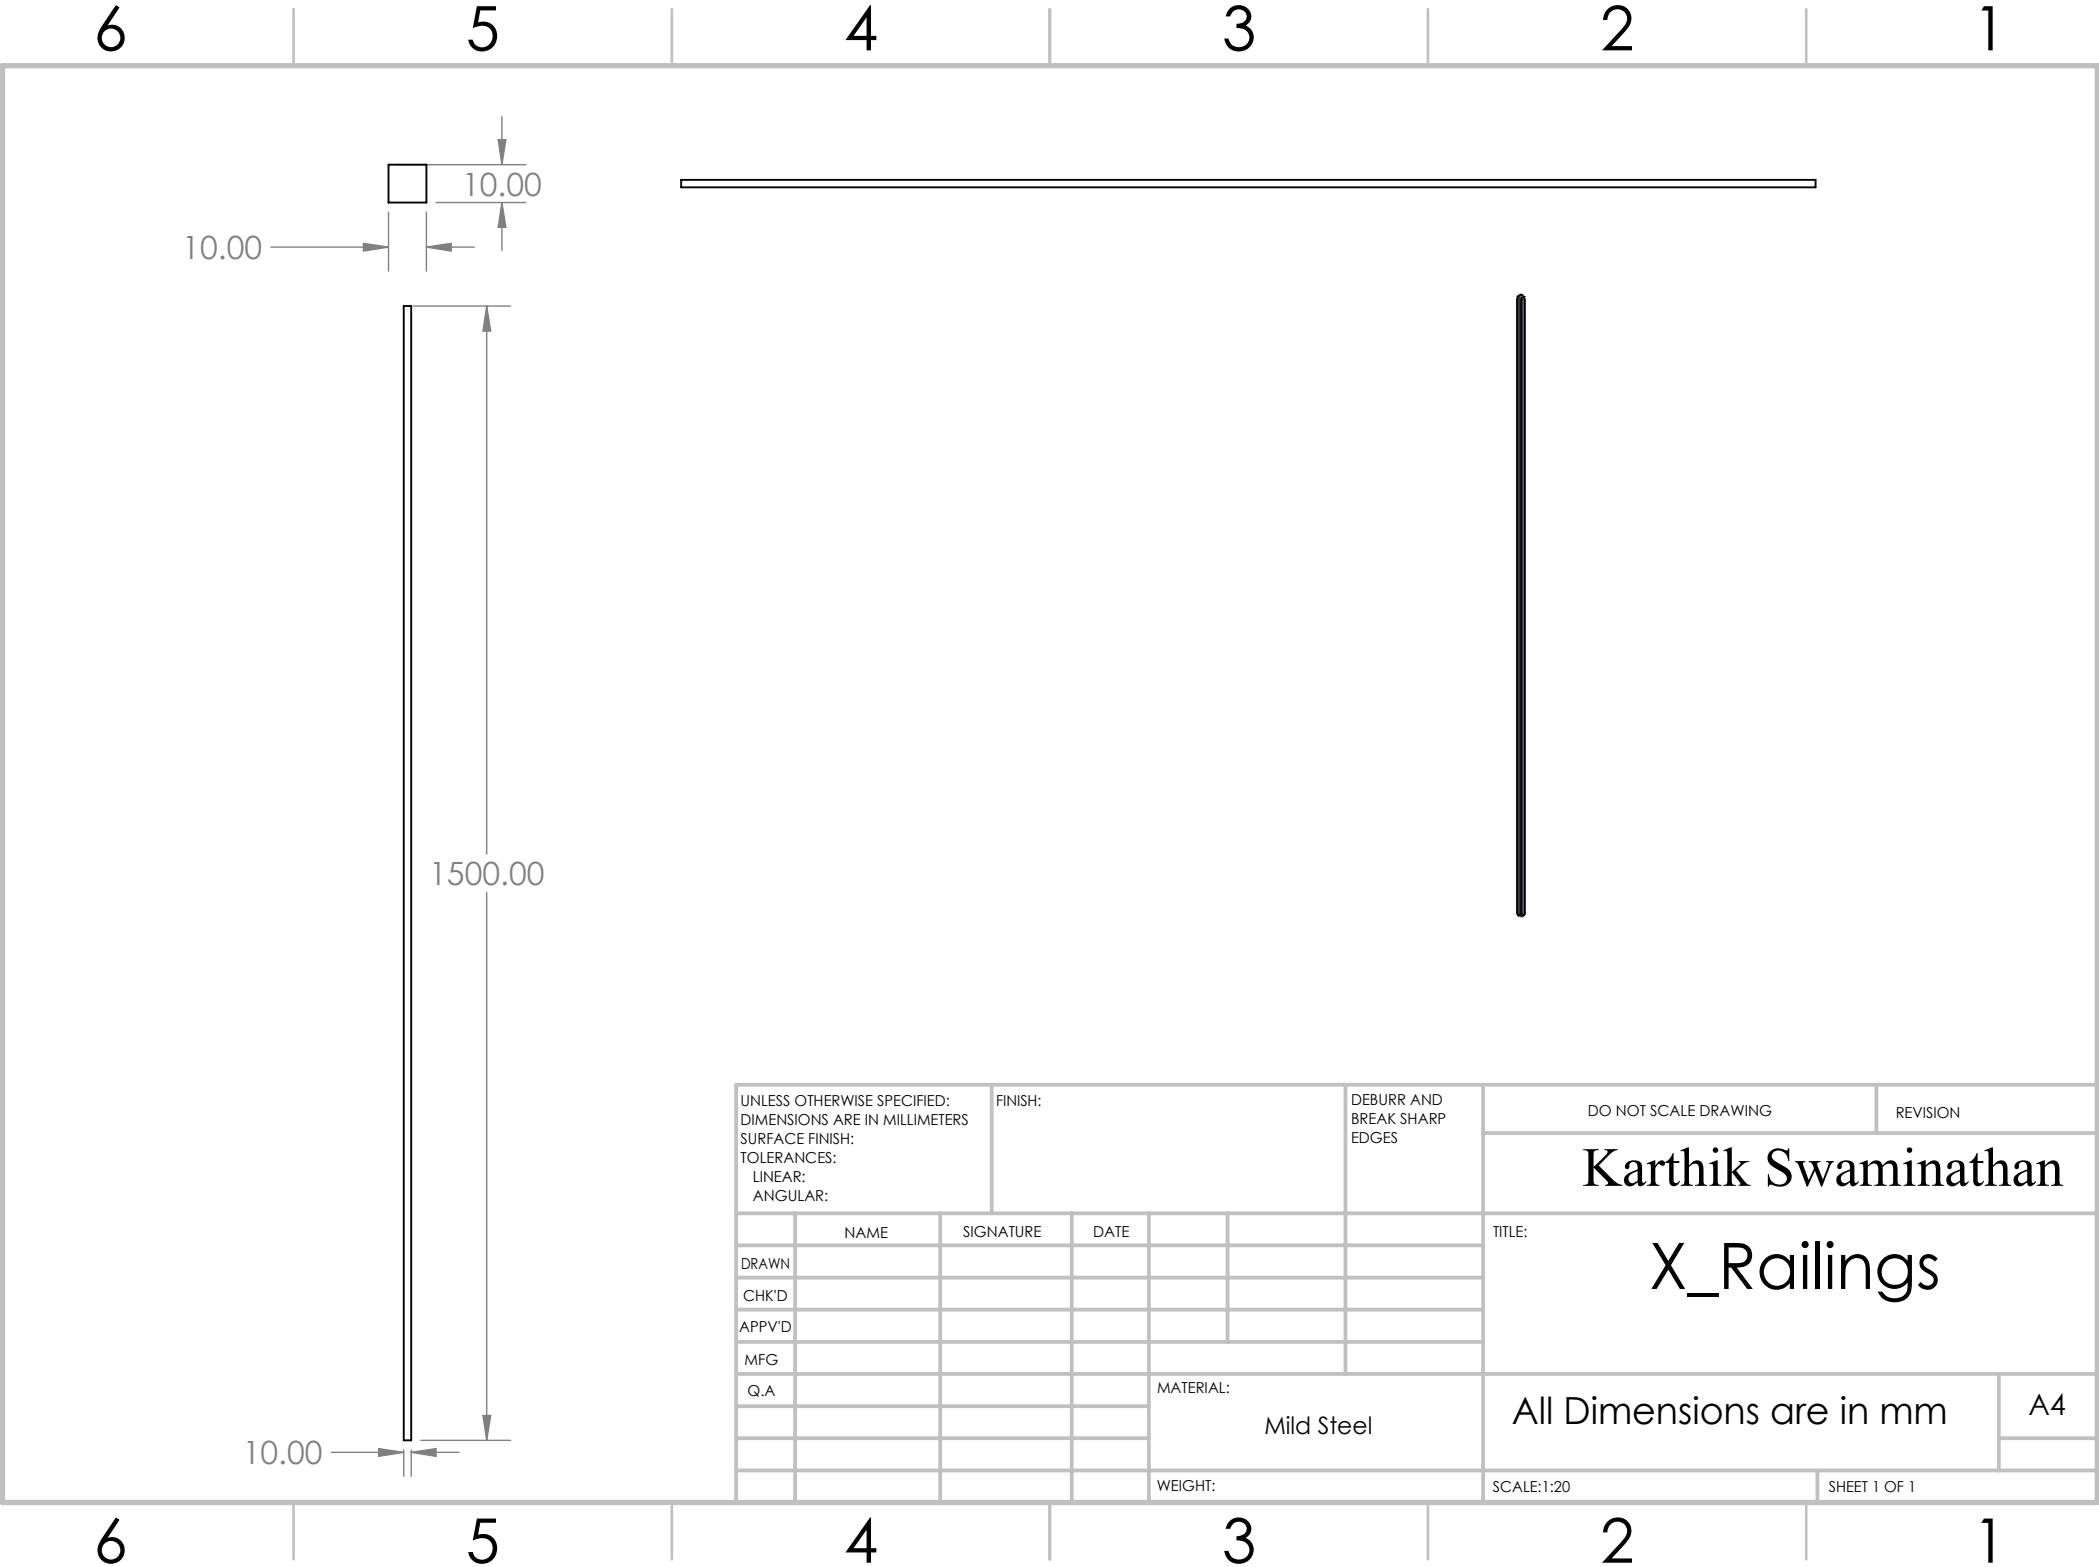 6 5 4 3 2 1
10.00
10.00
1500.00
10.00
UNLESS OTHERWISE SPECIFIED:
DIMENSIONS ARE IN MILLIMETERS
SURFACE FINISH:
TOLERANCES:
LINEAR:
ANGULAR:
FINISH:
DEBURR AND
BREAK SHARP
EDGES
DO NOT SCALE DRAWING
REVISION
Karthik Swaminathan
NAME SIGNATURE DATE
DRAWN
CHK'D
APPV'D
MFG
Q.A
TITLE:
X_Railings
MATERIAL:
Mild Steel
All Dimensions are in mm
A4
WEIGHT:
SCALE:1:20
SHEET 1 OF 1
6 5 4 3 2 1